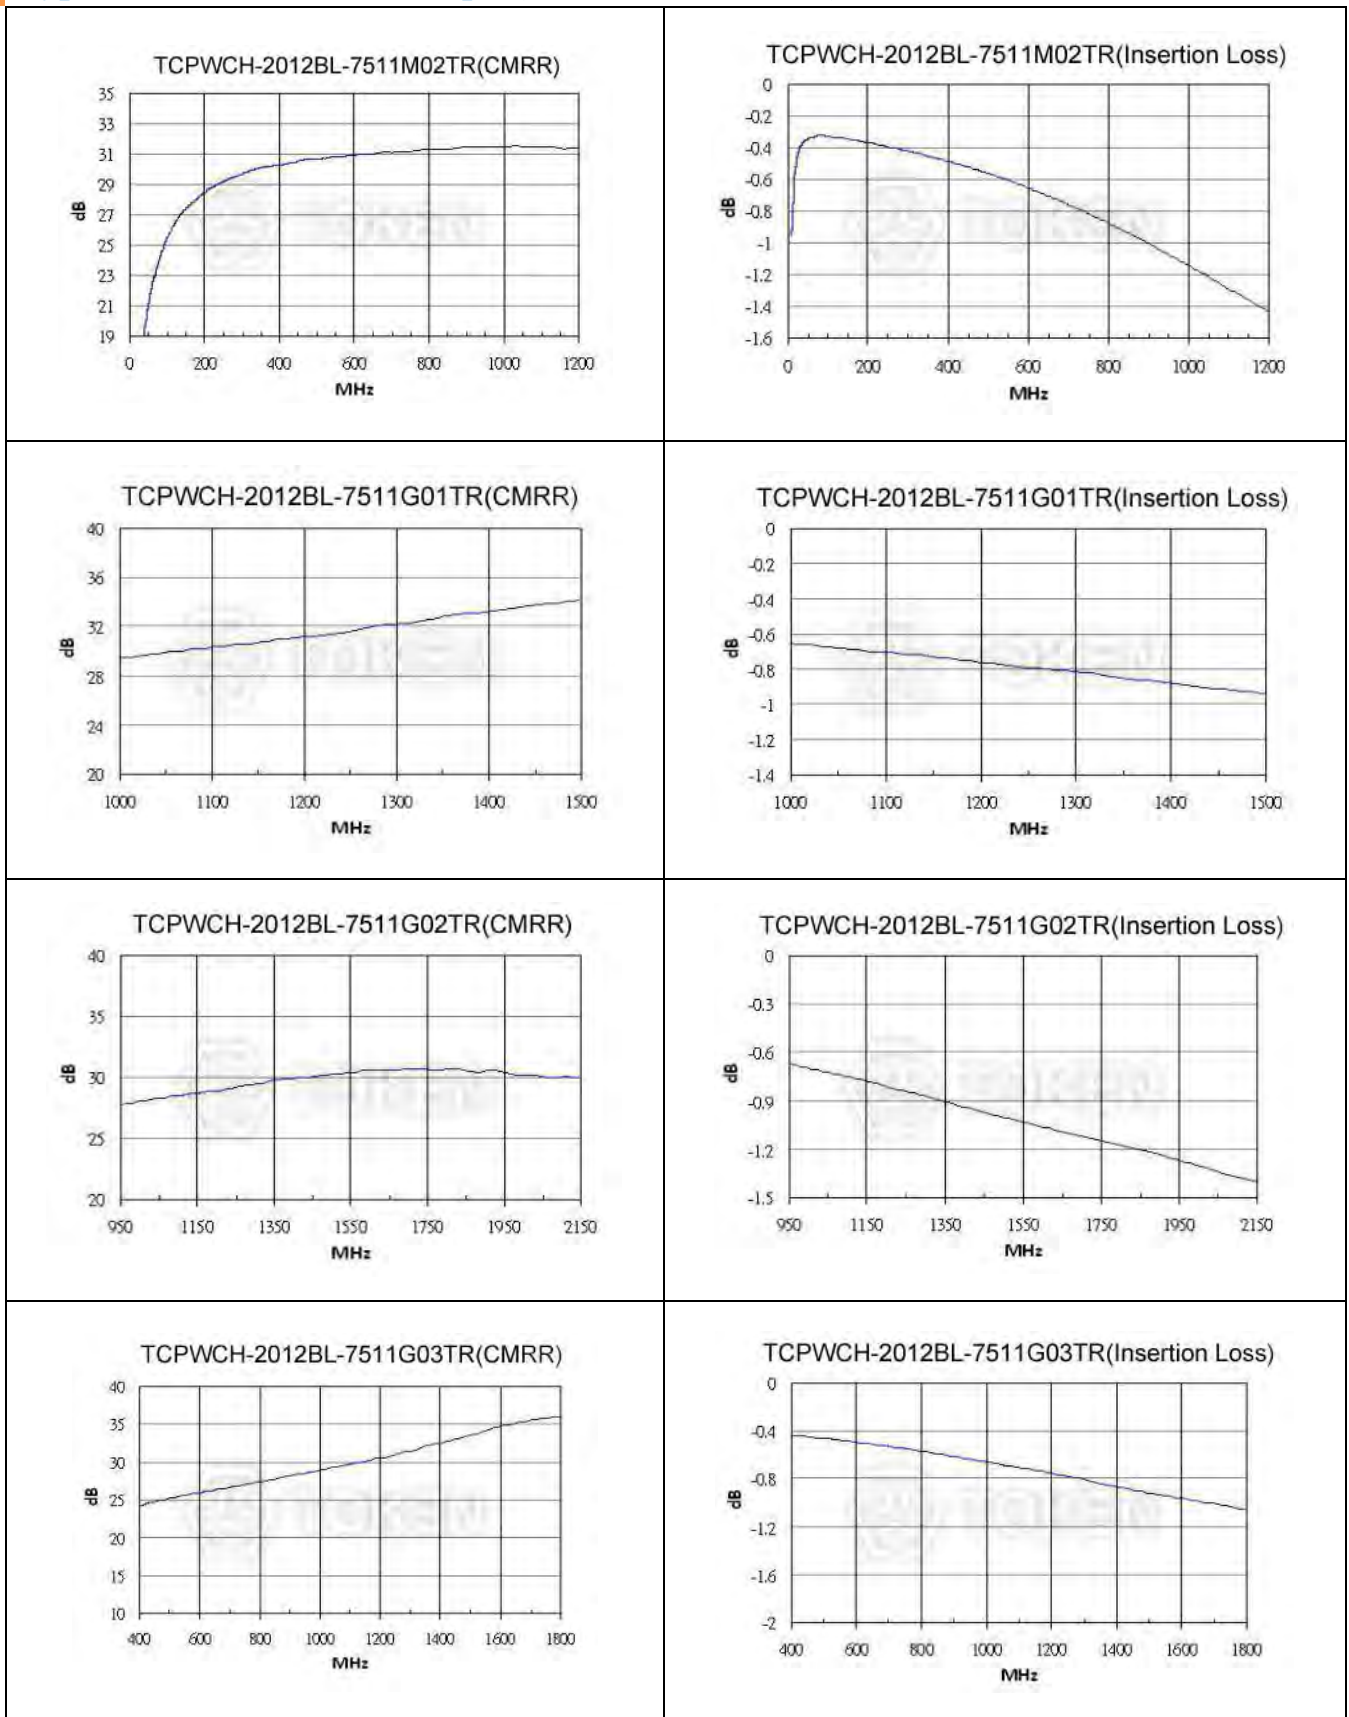 TCPWCH-2012BL-7511M02TR(CMRR)
35
33
31
29
27
25
23
21
19
dB
0 200 400 600 800 1000 1200
MHz
TCPWCH-2012BL-7511M02TR(Insertion Loss)
0
-0.2
-0.4
-0.6
-0.8
-1
-1.2
-1.4
-1.6
dB
0 200 400 600 800 1000 1200
MHz
TCPWCH-2012BL-7511G01TR(CMRR)
40
36
32
28
24
20
dB
1000 1100 1200 1300 1400 1500
MHz
TCPWCH-2012BL-7511G01TR(Insertion Loss)
0
-0.2
-0.4
-0.6
-0.8
-1
-1.2
-1.4
dB
1000 1100 1200 1300 1400 1500
MHz
TCPWCH-2012BL-7511G02TR(CMRR)
40
35
30
25
20
dB
950 1150 1350 1550 1750 1950 2150
MHz
TCPWCH-2012BL-7511G02TR(Insertion Loss)
0
-0.3
-0.6
-0.9
-1.2
-1.5
dB
950 1150 1350 1550 1750 1950 2150
MHz
TCPWCH-2012BL-7511G03TR(CMRR)
40
35
30
25
20
15
10
dB
400 600 800 1000 1200 1400 1600 1800
MHz
TCPWCH-2012BL-7511G03TR(Insertion Loss)
0
-0.4
-0.8
-1.2
-1.6
-2
dB
400 600 800 1000 1200 1400 1600 1800
MHz